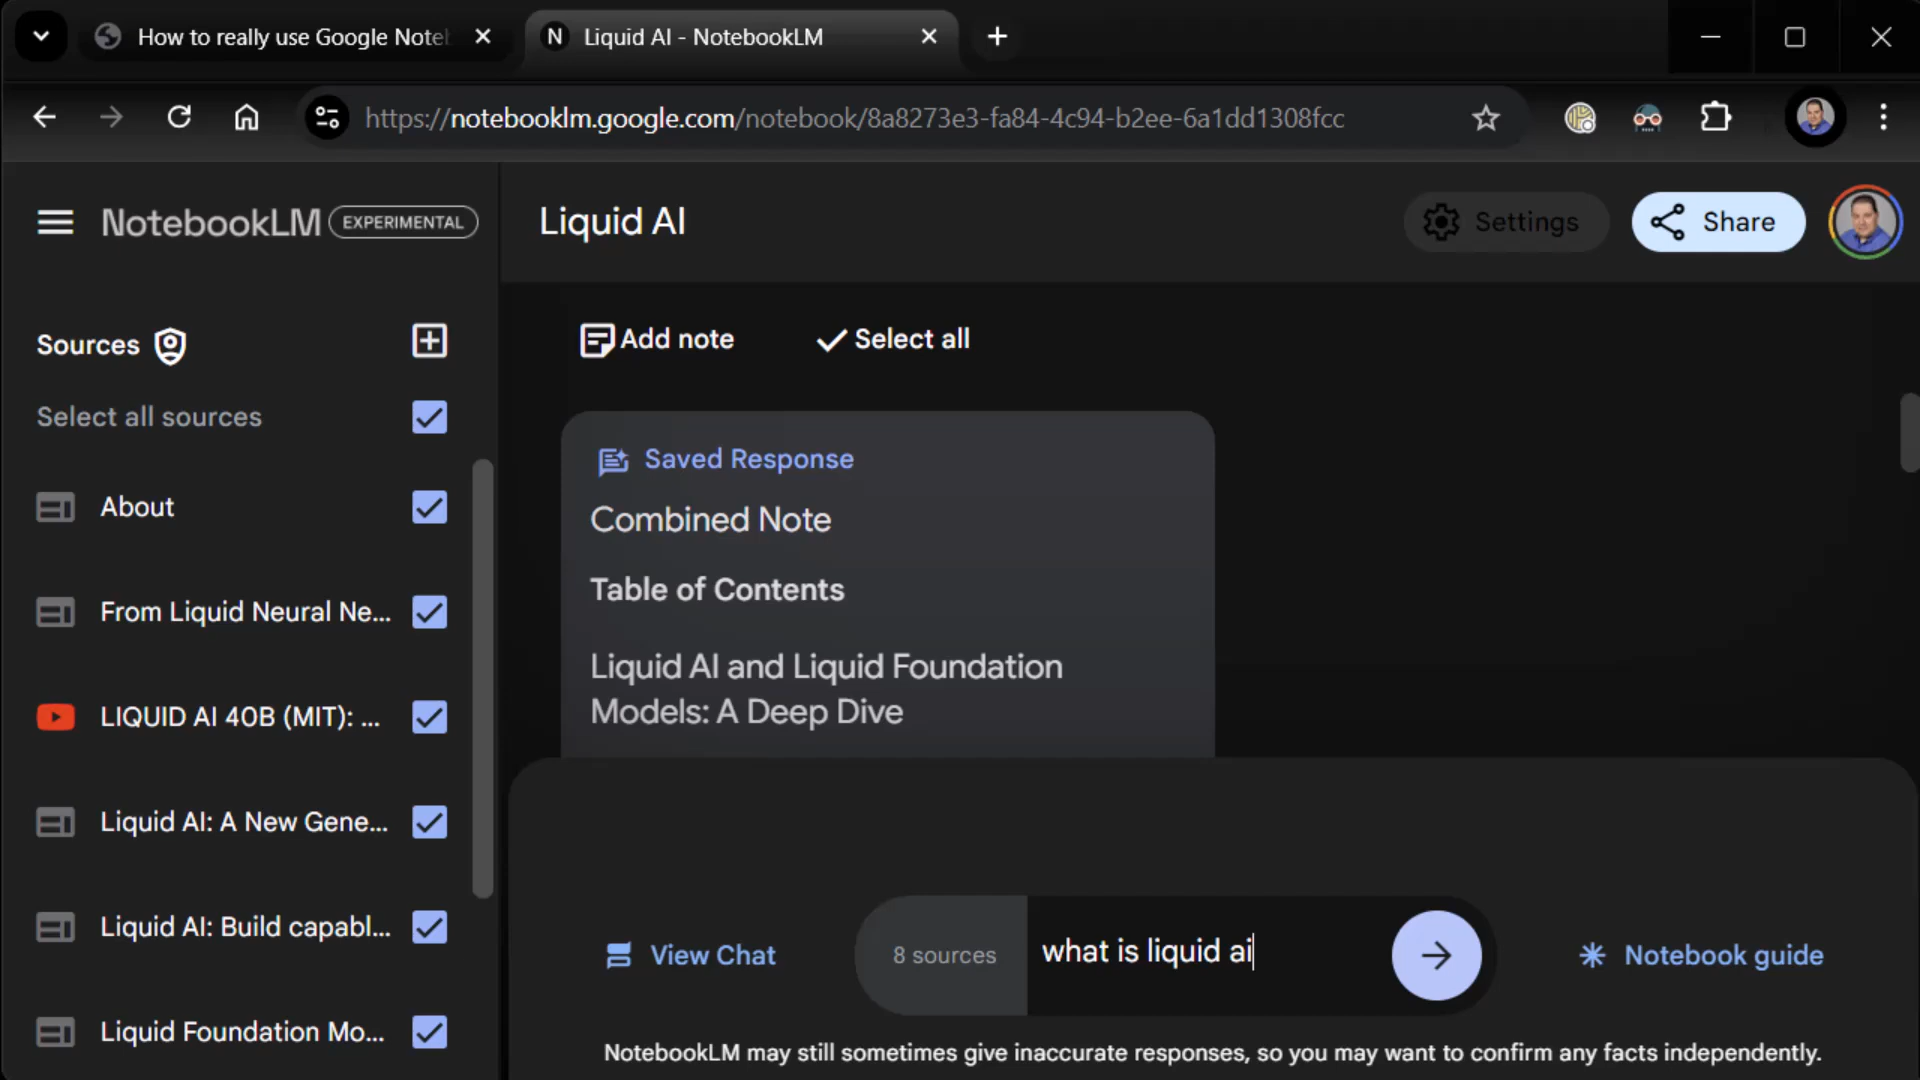 How to really use Google Note
Liquid AI - NotebookLM
https://notebooklm.google.com/notebook/8a8273e3-fa84-4c94-b2ee-6a1dd1308fcc
NotebookLM EXPERIMENTAL
Liquid AI
Settings
Share
Sources
Add note
Select all
Select all sources
About
From Liquid Neural Ne...
LIQUID AI 40B (MIT): ...
Liquid AI: A New Gene...
Liquid AI: Build capabl...
Liquid Foundation Mo...
Saved Response
Combined Note
Table of Contents
Liquid AI and Liquid Foundation
Models: A Deep Dive
View Chat
8 sources
what is liquid ai
Notebook guide
NotebookLM may still sometimes give inaccurate responses, so you may want to confirm any facts independently.